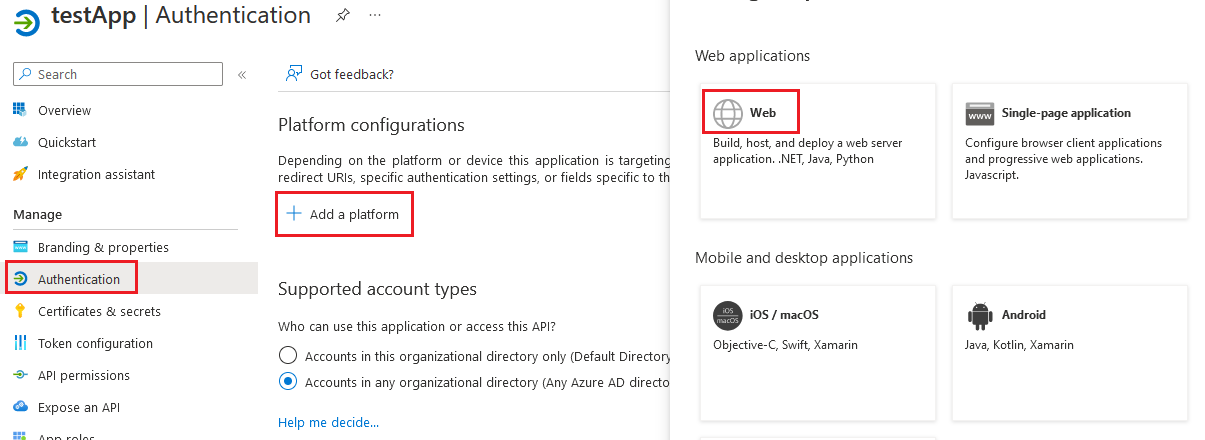 testApp | Authentication
Search
Overview
Quickstart
Integration assistant
Manage
Branding & properties
Authentication
Certificates & secrets
Token configuration
API permissions
Expose an API
App roles
Got feedback?
Platform configurations
Depending on the platform or device this application is targeting
redirect URIs, specific authentication settings, or fields specific to th
Add a platform
Supported account types
Who can use this application or access this API?
Accounts in this organizational directory only (Default Directory
Accounts in any organizational directory (Any Azure AD directo
Help me decide...
Web applications
Web
Build, host, and deploy a web server
application. .NET, Java, Python
www
Single-page application
Configure browser client applications
and progressive web applications.
Javascript.
Mobile and desktop applications
iOS
macOS
iOS / macOS
Objective-C, Swift, Xamarin
Android
Java, Kotlin, Xamarin